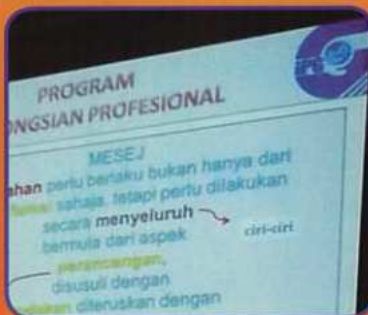 PROGRAM
PROFESIONAL
MESEJ
perlu berlaku bukan hanya dari
sahaja, tetapi perlu dilakukan
secara menyeluruh
bermula dari aspek
ciri-ciri
perancangan,
disusuli dengan
diteruskan dengan